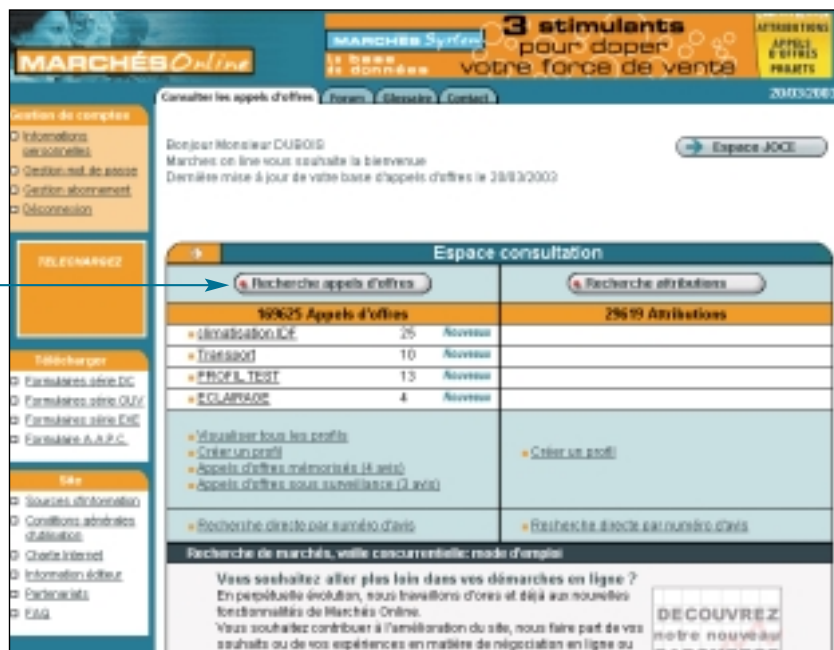 MARCHÉS Online
MARCHES System
la base de données
3 stimulants
pour doper
votre force de vente
ATTRIBUTIONS
APPELS D'OFFRES
PROJETS
Consulter les appels d'offres Forum Glossaire Contact
20/03/2003
Gestion de comptes
Informations personnelles
Gestion mot de passe
Gestion abonnement
Déconnexion
Bonjour Monsieur DUBOIS
Marches on line vous souhaite la bienvenue
Dernière mise à jour de votre base d'appels d'offres le 20/03/2003
Espace JOCE
TELECHARGEZ
Espace consultation
Recherche appels d'offres Recherche attributions
169625 Appels d'offres 29619 Attributions
climatisation IDF 25 Nouveaux
Transport 10 Nouveaux
PROFIL TEST 13 Nouveaux
ECLAIRAGE 4 Nouveaux
Visualiser tous les profils
Créer un profil
Appels d'offres mémorisés (4 avis)
Appels d'offres sous surveillance (3 avis)
Créer un profil
Recherche directe par numéro d'avis Recherche directe par numéro d'avis
Télécharger
Formulaires série DC
Formulaires série OUV
Formulaires série EXE
Formulaire A.A.P.C.
Site
Sources d'information
Conditions générales d'utilisation
Charte Internet
Information éditeur
Partenariats
FAQ
Recherche de marchés, veille concurrentielle: mode d'emploi
Vous souhaitez aller plus loin dans vos démarches en ligne ?
En perpétuelle évolution, nous travaillons d'ores et déjà aux nouvelles
fonctionnalités de Marchés Online.
Vous souhaitez contribuer à l'amélioration du site, nous faire part de vos
souhaits ou de vos expériences en matière de négociation en ligne ou
DECOUVREZ
notre nouveau